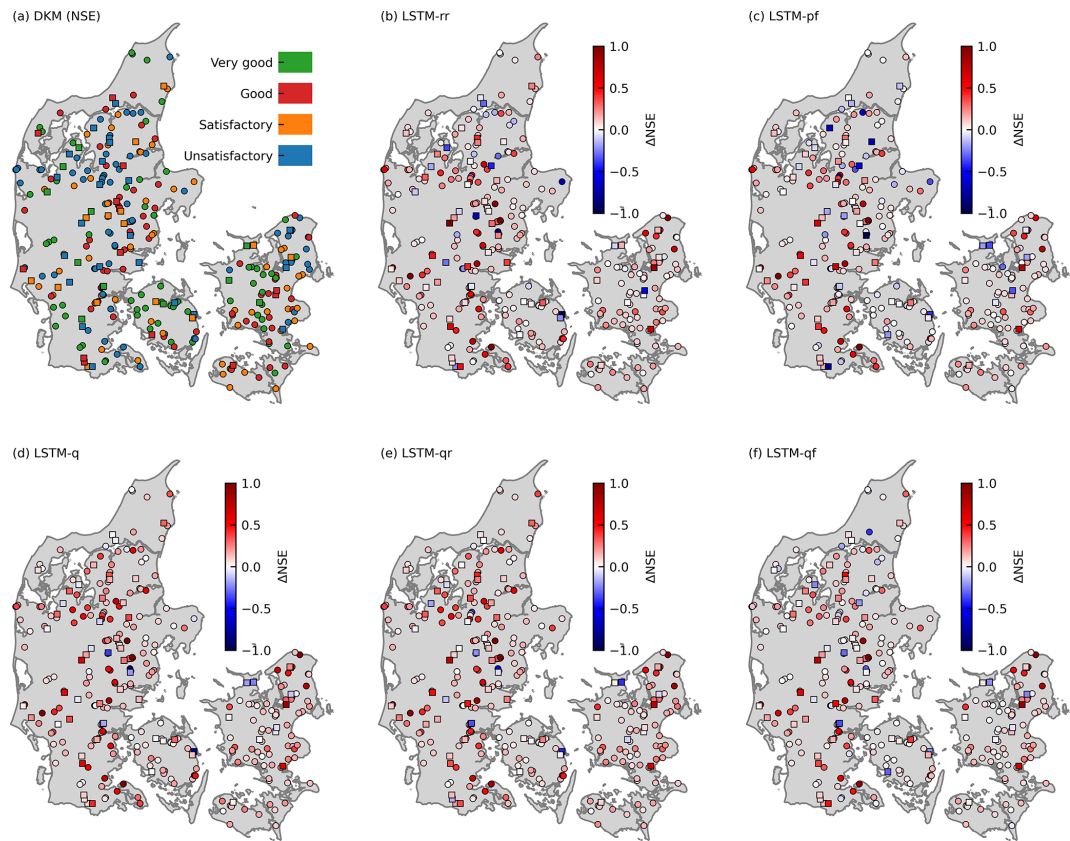 (a) DKM (NSE)
Very good
Good
Satisfactory
Unsatisfactory
(b) LSTM-rr
1.0
0.5
0.0
−0.5
−1.0
ΔNSE
(c) LSTM-pf
1.0
0.5
0.0
−0.5
−1.0
ΔNSE
(d) LSTM-q
1.0
0.5
0.0
−0.5
−1.0
ΔNSE
(e) LSTM-qr
1.0
0.5
0.0
−0.5
−1.0
ΔNSE
(f) LSTM-qf
1.0
0.5
0.0
−0.5
−1.0
ΔNSE